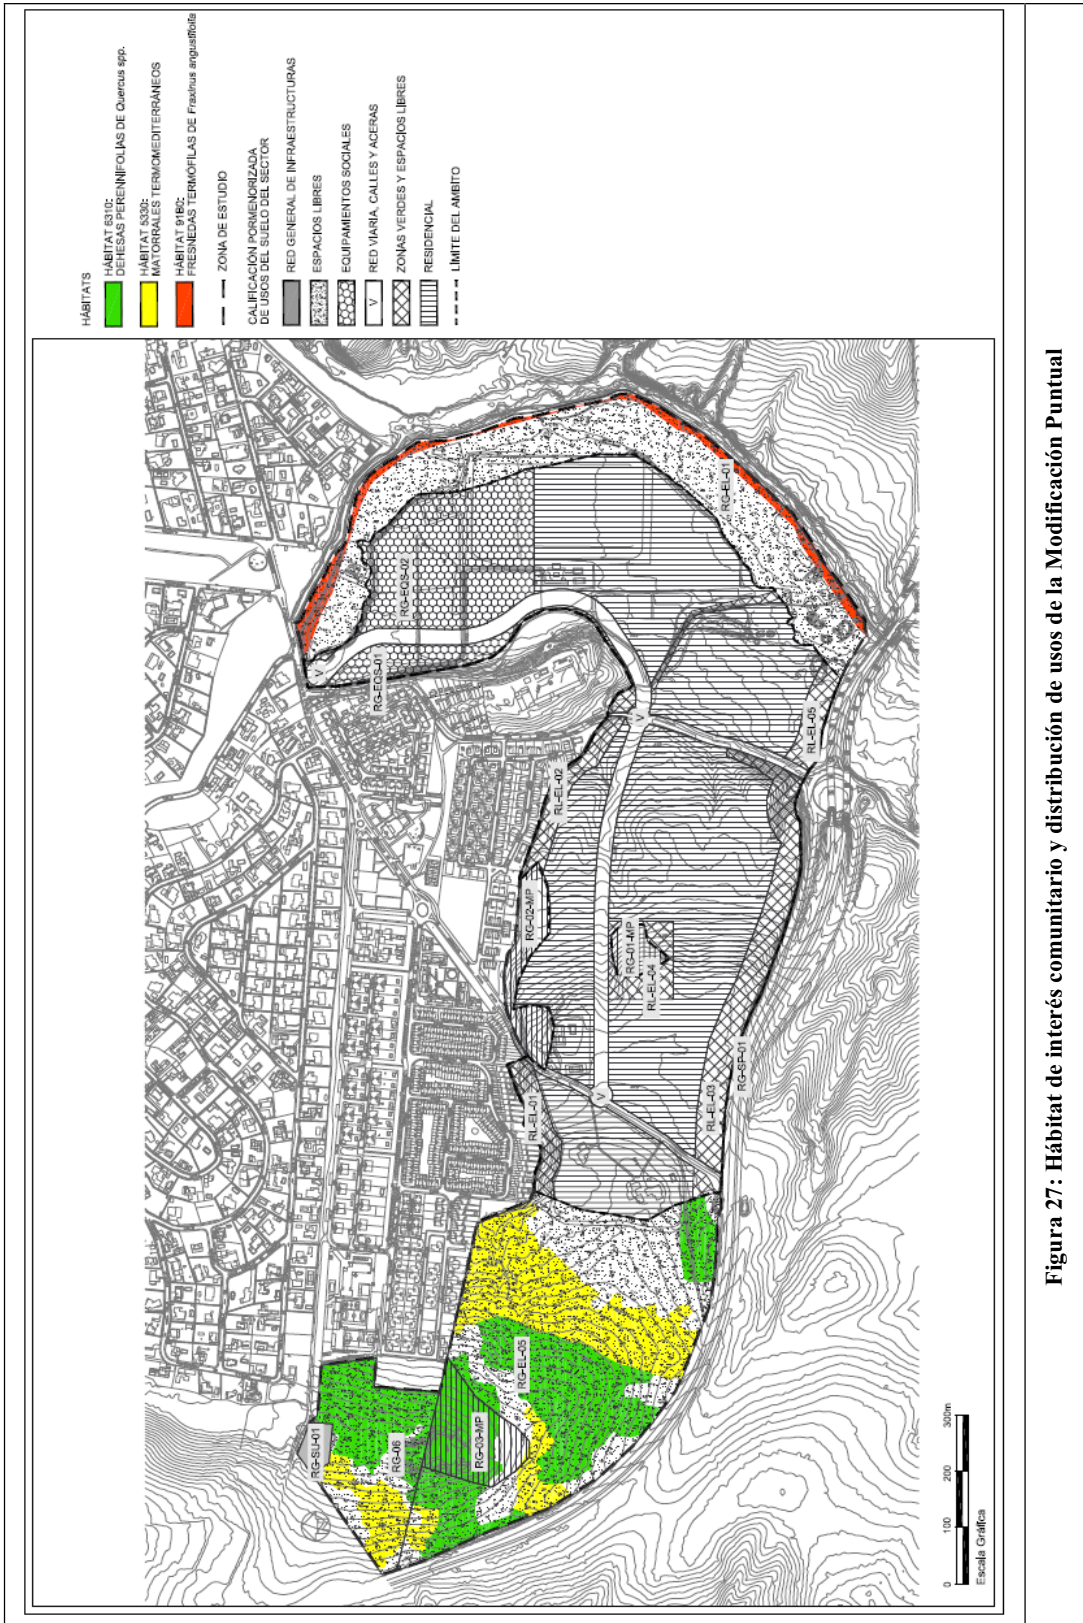 HÁBITATS
HÁBITAT 6310:
DEHESAS PERENNIFOLIAS DE Quercus spp.
HÁBITAT 5330:
MATORRALES TERMOMEDITERRÁNEOS
HÁBITAT 91B0:
FRESNEDAS TERMÓFILAS DE Fraxinus angustifolia
ZONA DE ESTUDIO
CALIFICACIÓN PORMENORIZADA
DE USOS DEL SUELO DEL SECTOR
RED GENERAL DE INFRAESTRUCTURAS
ESPACIOS LIBRES
EQUIPAMIENTOS SOCIALES
V
RED VIARIA, CALLES Y ACERAS
ZONAS VERDES Y ESPACIOS LIBRES
RESIDENCIAL
LÍMITE DEL AMBITO
RG-SU-01
RG-06
RG-03-MP
RG-EL-05
RL-EL-01
V
RL-EL-03
RG-SP-01
RG-02-MP
RG-01-MP
RL-EL-04
RL-EL-02
V
RL-EL-05
V
RG-EQS-01
RG-EQS-02
RG-EL-01
0 100 200 300m
Escala Gráfica
Figura 27: Hábitat de interés comunitario y distribución de usos de la Modificación Puntual